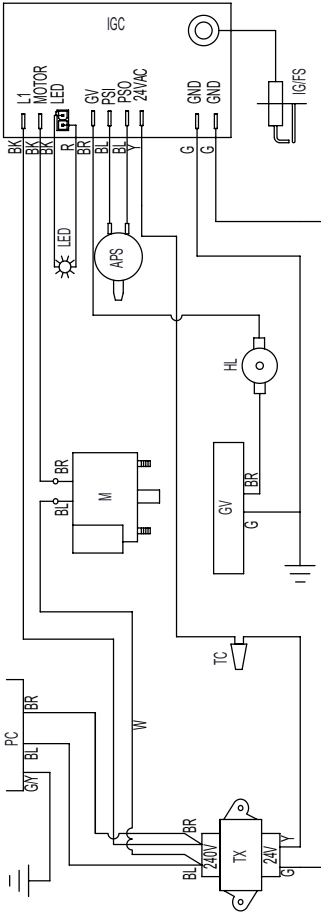 IGC
L1
MOTOR
LED
GV
PSI
PSO
24VAC
GND
GND
IG/FS
BK
BK
BK
R
BR
BL
BL
Y
G
G
LED
APS
HL
BL
BR
M
GV
BR
G
TC
PC
BR
BL
G/Y
W
BL
BR
240V
TX
24V
G
Y